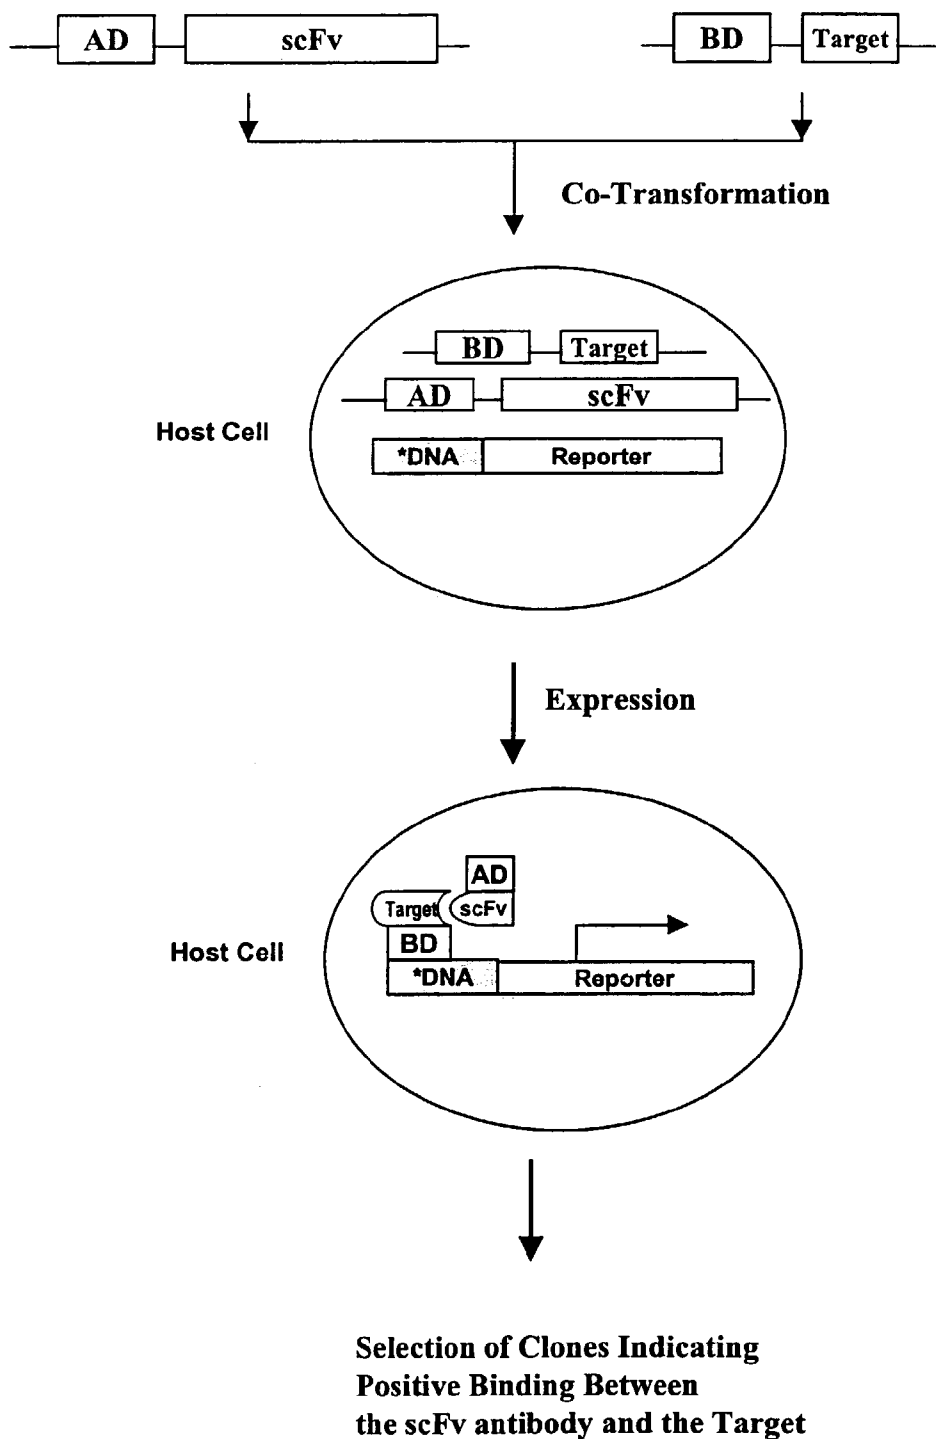 AD scFv BD Target
Co-Transformation
BD Target
AD scFv
Host Cell
*DNA Reporter
Expression
AD
Target scFv
BD
Host Cell
*DNA Reporter
Selection of Clones Indicating
Positive Binding Between
the scFv antibody and the Target